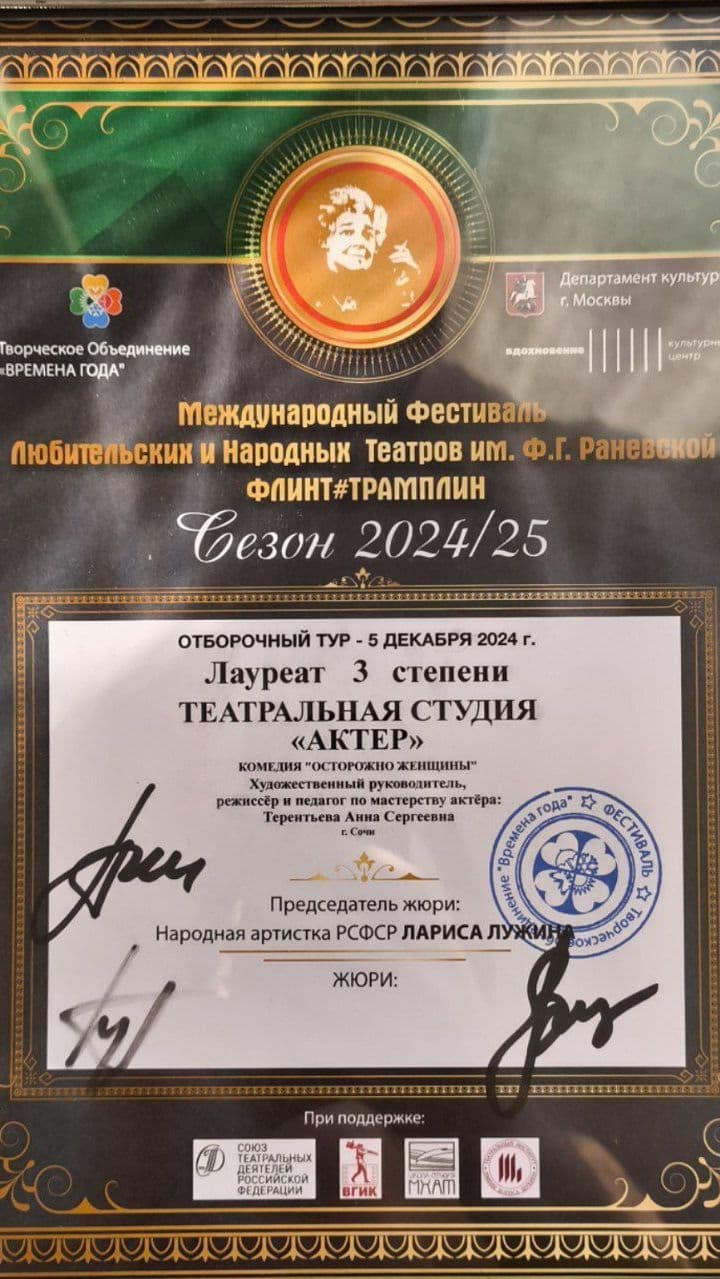 Департамент культур
г. Москвы
Творческое Объединение
«ВРЕМЕНА ГОДА"
вдохновение
культурн
центр
Международный Фестиваль
Любительских и Народных Театров им. Ф.Г. Раневской
ФЛИНТ#ТРАМПЛИН
Сезон 2024/25
ОТБОРОЧНЫЙ ТУР - 5 ДЕКАБРЯ 2024 г.
Лауреат 3 степени
ТЕАТРАЛЬНАЯ СТУДИЯ
«АКТЕР»
КОМЕДИЯ "ОСТОРОЖНО ЖЕНЩИНЫ"
Художественный руководитель,
режиссёр и педагог по мастерству актёра:
Терентьева Анна Сергеевна
г. Сочи
"Времена года" ☆ ФЕСТИВАЛЬ ☆ Творческое
Председатель жюри:
Народная артистка РСФСР ЛАРИСА ЛУЖИНА
ЖЮРИ:
При поддержке:
СОЮЗ
ТЕАТРАЛЬНЫХ
ДЕЯТЕЛЕЙ
РОССИЙСКОЙ
ФЕДЕРАЦИИ
ВГИК
МХАТ